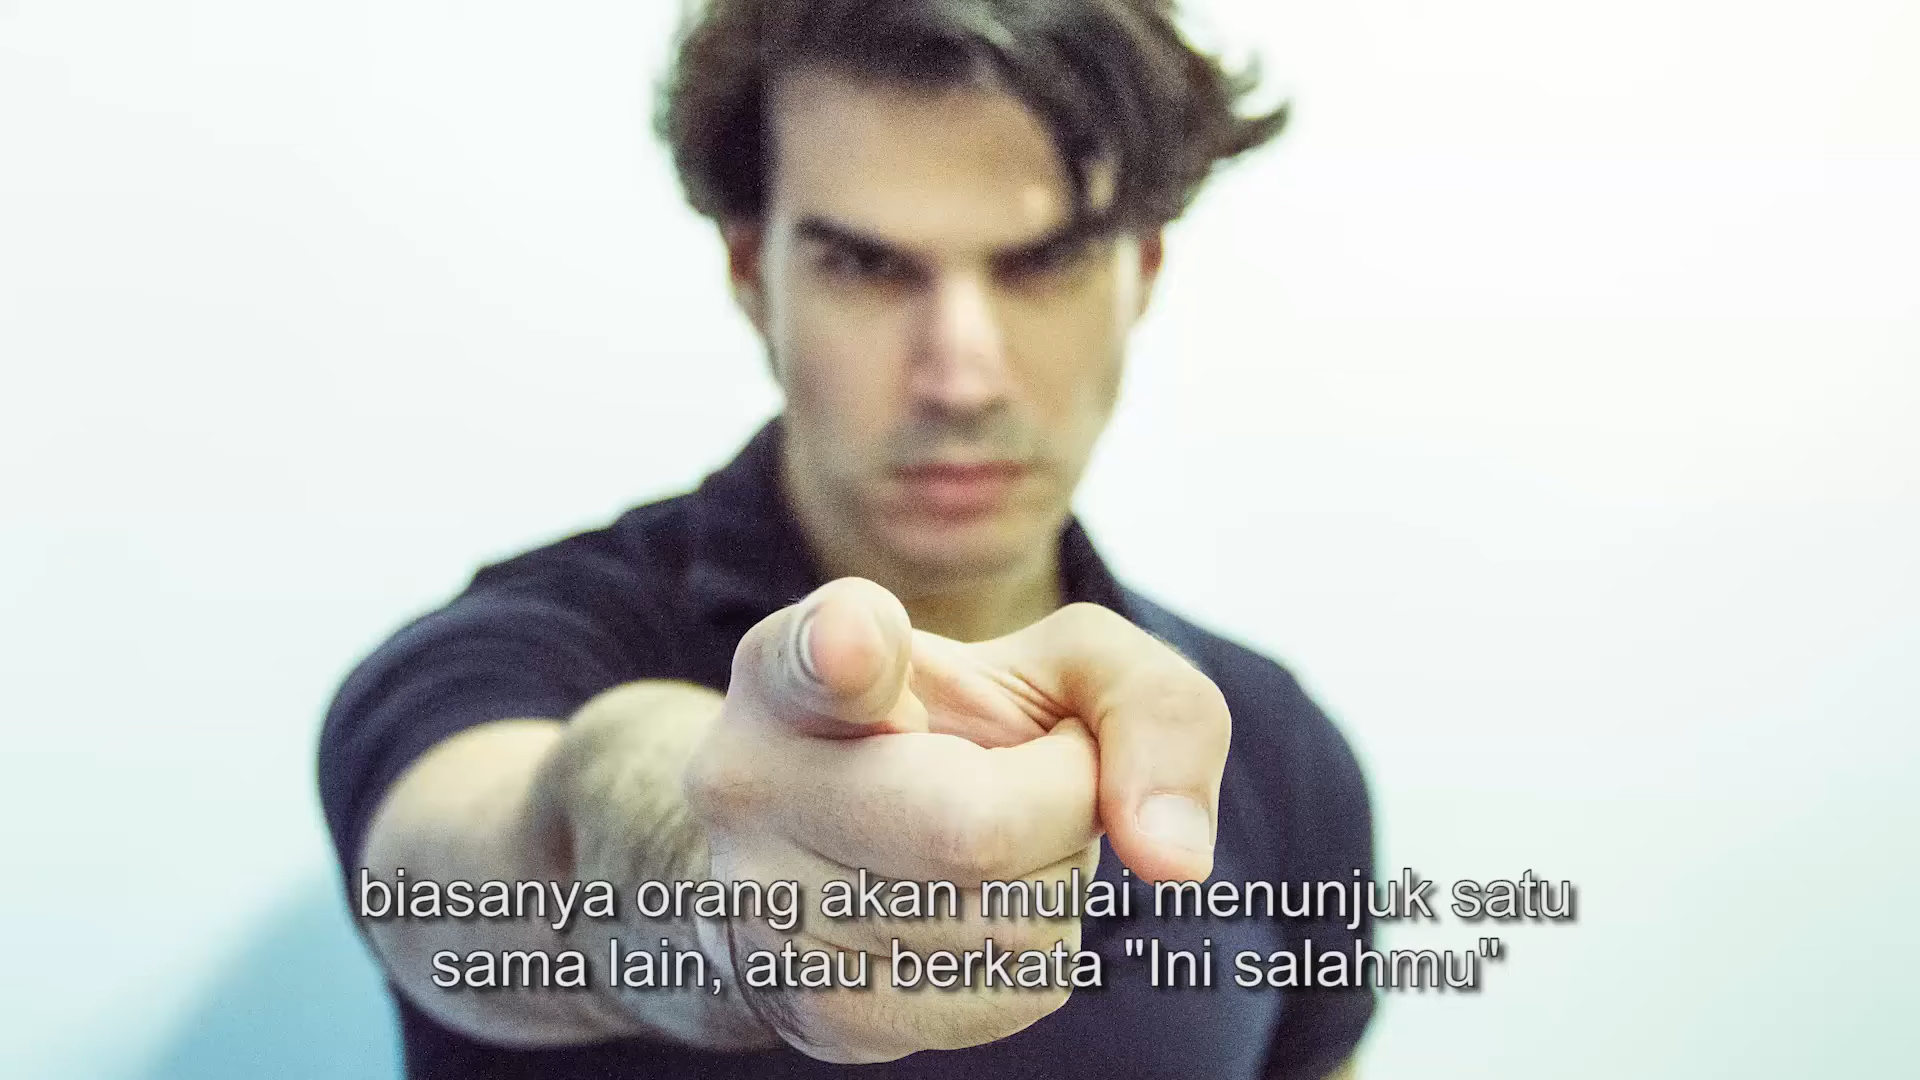 biasanya orang akan mulai menunjuk satu
sama lain, atau berkata "Ini salahmu"